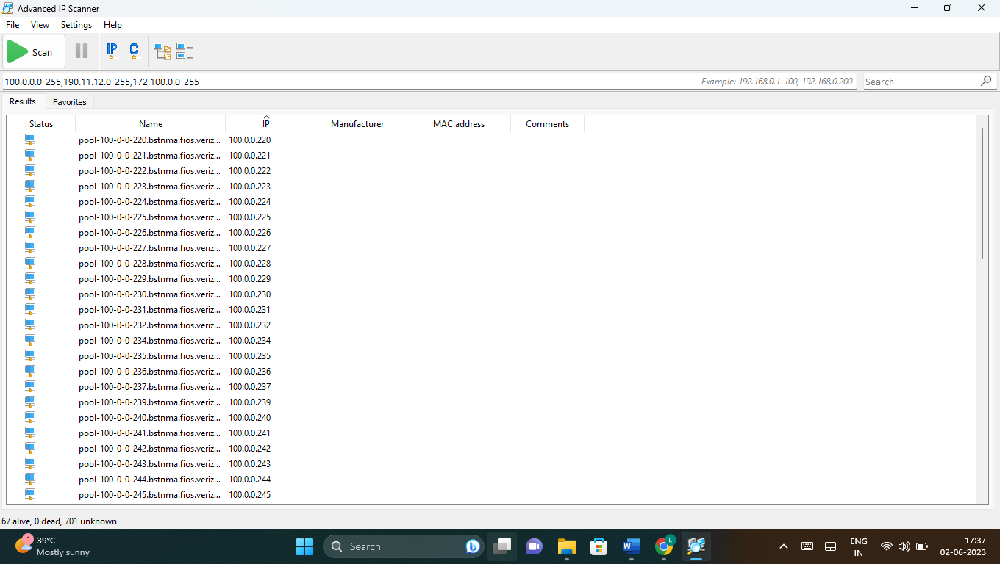 Advanced IP Scanner
File View Settings Help
Scan IP C
100.0.0.0-255,190.11.12.0-255,172.100.0.0-255 Example: 192.168.0.1-100, 192.168.0.200 Search
Results Favorites
Status Name IP Manufacturer MAC address Comments
pool-100-0-0-220.bstnma.fios.veriz... 100.0.0.220
pool-100-0-0-221.bstnma.fios.veriz... 100.0.0.221
pool-100-0-0-222.bstnma.fios.veriz... 100.0.0.222
pool-100-0-0-223.bstnma.fios.veriz... 100.0.0.223
pool-100-0-0-224.bstnma.fios.veriz... 100.0.0.224
pool-100-0-0-225.bstnma.fios.veriz... 100.0.0.225
pool-100-0-0-226.bstnma.fios.veriz... 100.0.0.226
pool-100-0-0-227.bstnma.fios.veriz... 100.0.0.227
pool-100-0-0-228.bstnma.fios.veriz... 100.0.0.228
pool-100-0-0-229.bstnma.fios.veriz... 100.0.0.229
pool-100-0-0-230.bstnma.fios.veriz... 100.0.0.230
pool-100-0-0-231.bstnma.fios.veriz... 100.0.0.231
pool-100-0-0-232.bstnma.fios.veriz... 100.0.0.232
pool-100-0-0-234.bstnma.fios.veriz... 100.0.0.234
pool-100-0-0-235.bstnma.fios.veriz... 100.0.0.235
pool-100-0-0-236.bstnma.fios.veriz... 100.0.0.236
pool-100-0-0-237.bstnma.fios.veriz... 100.0.0.237
pool-100-0-0-239.bstnma.fios.veriz... 100.0.0.239
pool-100-0-0-240.bstnma.fios.veriz... 100.0.0.240
pool-100-0-0-241.bstnma.fios.veriz... 100.0.0.241
pool-100-0-0-242.bstnma.fios.veriz... 100.0.0.242
pool-100-0-0-243.bstnma.fios.veriz... 100.0.0.243
pool-100-0-0-244.bstnma.fios.veriz... 100.0.0.244
pool-100-0-0-245.bstnma.fios.veriz... 100.0.0.245
67 alive, 0 dead, 701 unknown
1 39°C Search W L ENG 17:37
Mostly sunny IN 02-06-2023